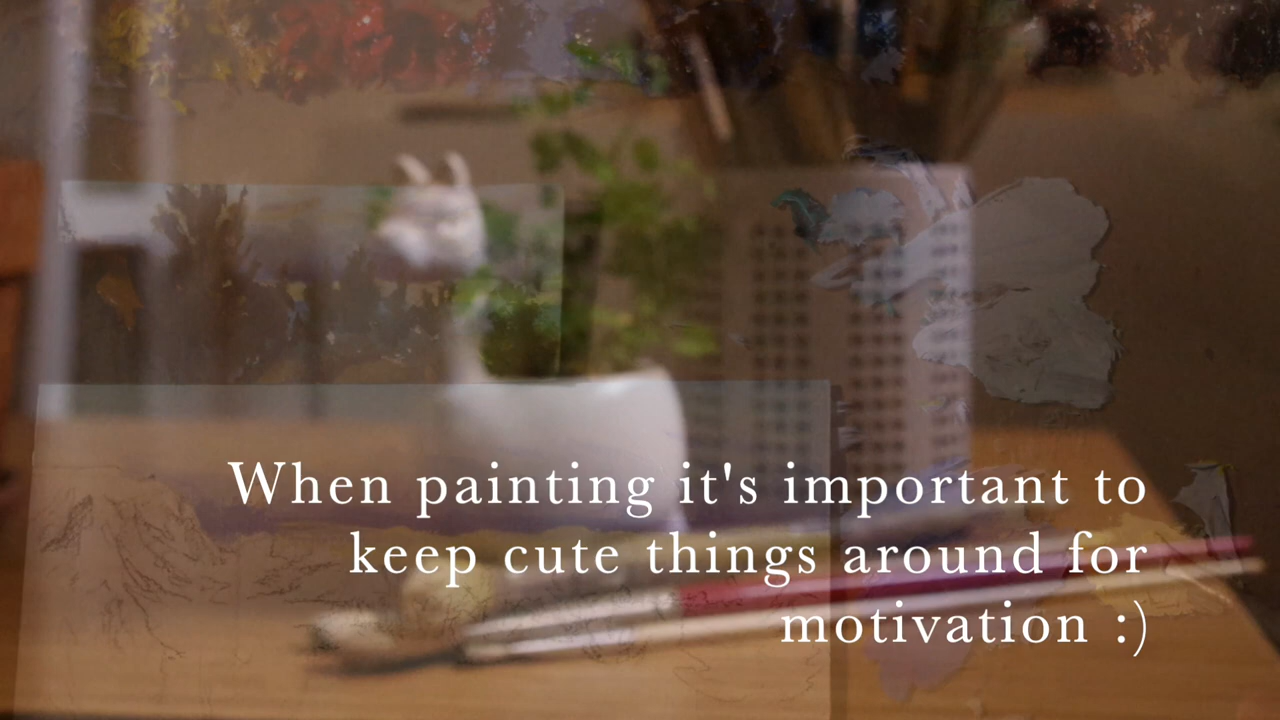 When painting it's important to
keep cute things around for
motivation :)